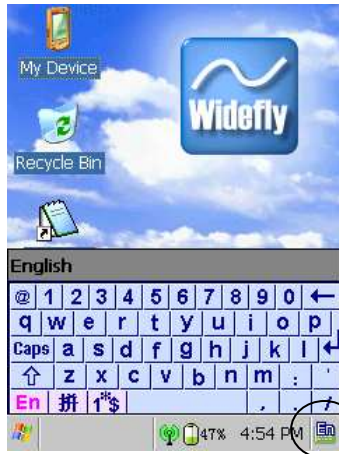 My Device
Widefly
Recycle Bin
English
@ 1 2 3 4 5 6 7 8 9 0 ←
q w e r t y u i o p
Caps a s d f g h j k l ↵
⇧ z x c v b n m : '
En 拼 1*$ , /
47% 4:54 PM En